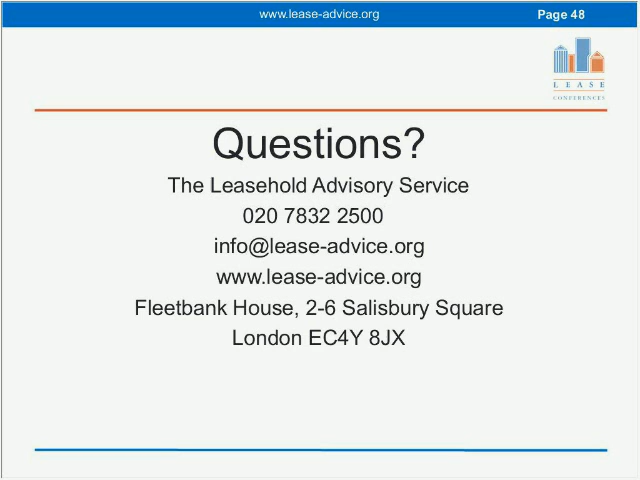 www.lease-advice.org
Page 48
LEASE
CONFERENCES
Questions?
The Leasehold Advisory Service
020 7832 2500
info@lease-advice.org
www.lease-advice.org
Fleetbank House, 2-6 Salisbury Square
London EC4Y 8JX